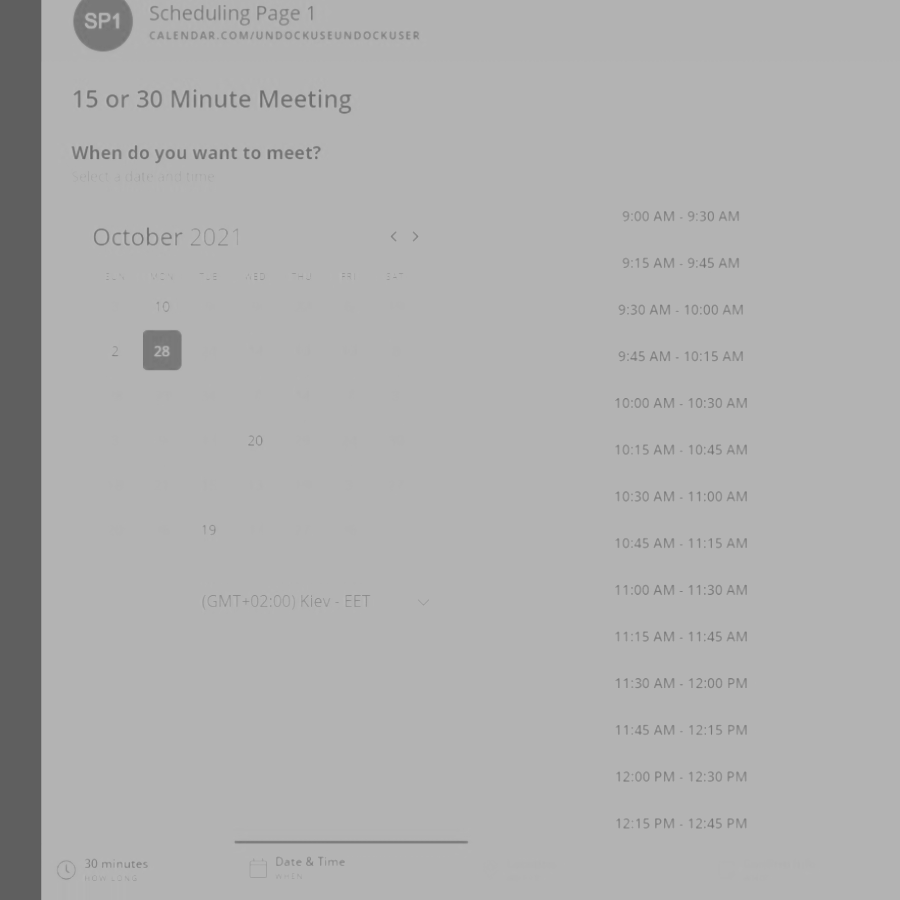 SP1
Scheduling Page 1
CALENDAR.COM/UNDOCKUSEUNDOCKUSER
15 or 30 Minute Meeting
When do you want to meet?
Select a date and time
October 2021
SUN MON TUE WED THU FRI SAT
10
2 28
20
19
(GMT+02:00) Kiev - EET
9:00 AM - 9:30 AM
9:15 AM - 9:45 AM
9:30 AM - 10:00 AM
9:45 AM - 10:15 AM
10:00 AM - 10:30 AM
10:15 AM - 10:45 AM
10:30 AM - 11:00 AM
10:45 AM - 11:15 AM
11:00 AM - 11:30 AM
11:15 AM - 11:45 AM
11:30 AM - 12:00 PM
11:45 AM - 12:15 PM
12:00 PM - 12:30 PM
12:15 PM - 12:45 PM
30 minutes
HOW LONG
Date & Time
WHEN